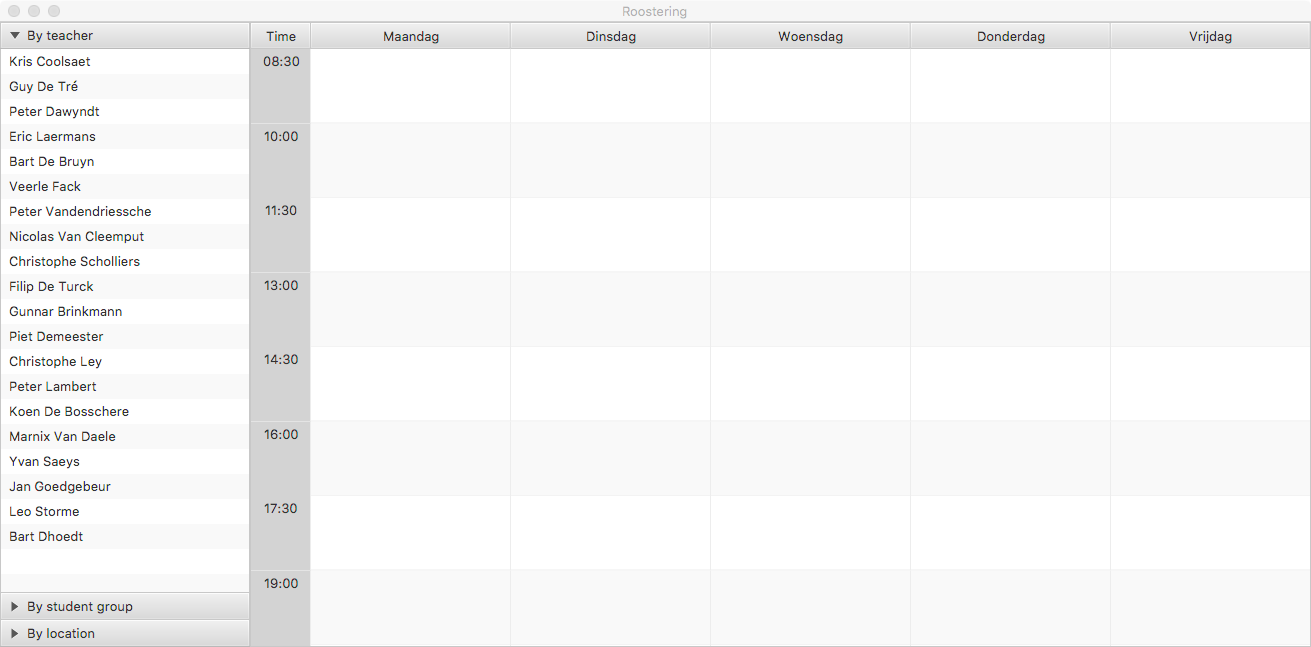 Roostering
By teacher
Kris Coolsaet
Guy De Tré
Peter Dawyndt
Eric Laermans
Bart De Bruyn
Veerle Fack
Peter Vandendriessche
Nicolas Van Cleemput
Christophe Scholliers
Filip De Turck
Gunnar Brinkmann
Piet Demeester
Christophe Ley
Peter Lambert
Koen De Bosschere
Marnix Van Daele
Yvan Saeys
Jan Goedgebeur
Leo Storme
Bart Dhoedt
By student group
By location
Time Maandag Dinsdag Woensdag Donderdag Vrijdag
08:30
10:00
11:30
13:00
14:30
16:00
17:30
19:00